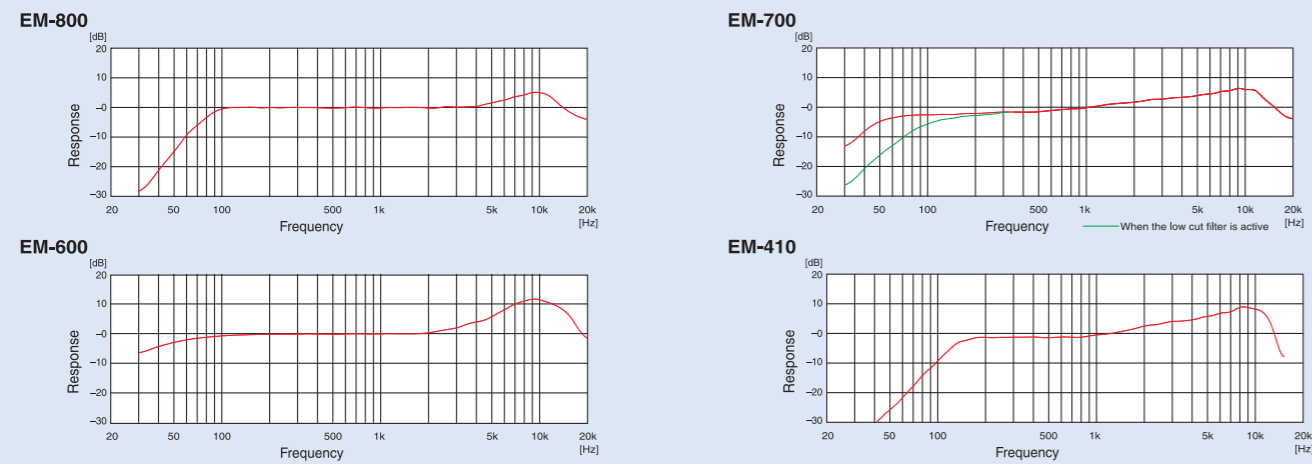 EM-800
[dB]
20
10
–0
–10
–20
–30
Response
20 50 100 500 1k 5k 10k 20k
Frequency [Hz]
EM-700
[dB]
20
10
–0
–10
–20
–30
Response
20 50 100 500 1k 5k 10k 20k
Frequency [Hz]
When the low cut filter is active
EM-600
[dB]
20
10
–0
–10
–20
–30
Response
20 50 100 500 1k 5k 10k 20k
Frequency [Hz]
EM-410
[dB]
20
10
–0
–10
–20
–30
Response
20 50 100 500 1k 5k 10k 20k
Frequency [Hz]